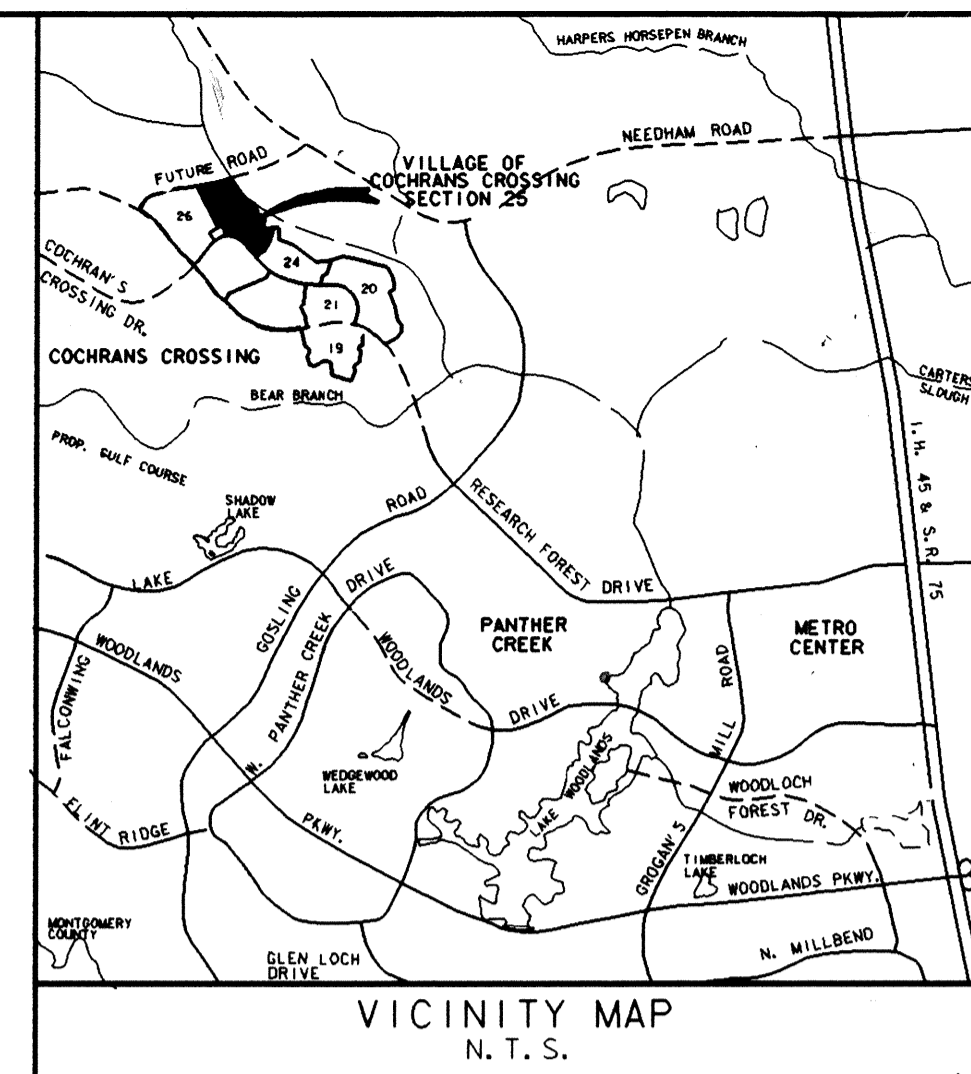 HARPERS HORSEPEN BRANCH
NEEDHAM ROAD
FUTURE ROAD
VILLAGE OF
COCHRANS CROSSING
SECTION 25
26
24
20
21
19
COCHRAN'S
CROSSING DR.
COCHRANS CROSSING
BEAR BRANCH
CARTERS
SLOUGH
I. H. 45 & S. R. 75
PROP. GULF COURSE
SHADOW
LAKE
ROAD
RESEARCH FOREST
DRIVE
LAKE
GOSLING
DRIVE
PANTHER
CREEK
METRO
CENTER
WOODLANDS
FALCONWING
W. PANTHER CREEK
WOODLANDS
DRIVE
ROAD
MILL
WEDGEWOOD
LAKE
LAKE WOODLANDS
WOODLOCH
FOREST DR.
FLINT RIDGE
PKWY.
GROGAN'S
TIMBERLOCH
LAKE
WOODLANDS PKWY.
MONTGOMERY
COUNTY
GLEN LOCH
DRIVE
N. MILLBEND
VICINITY MAP
N. T. S.